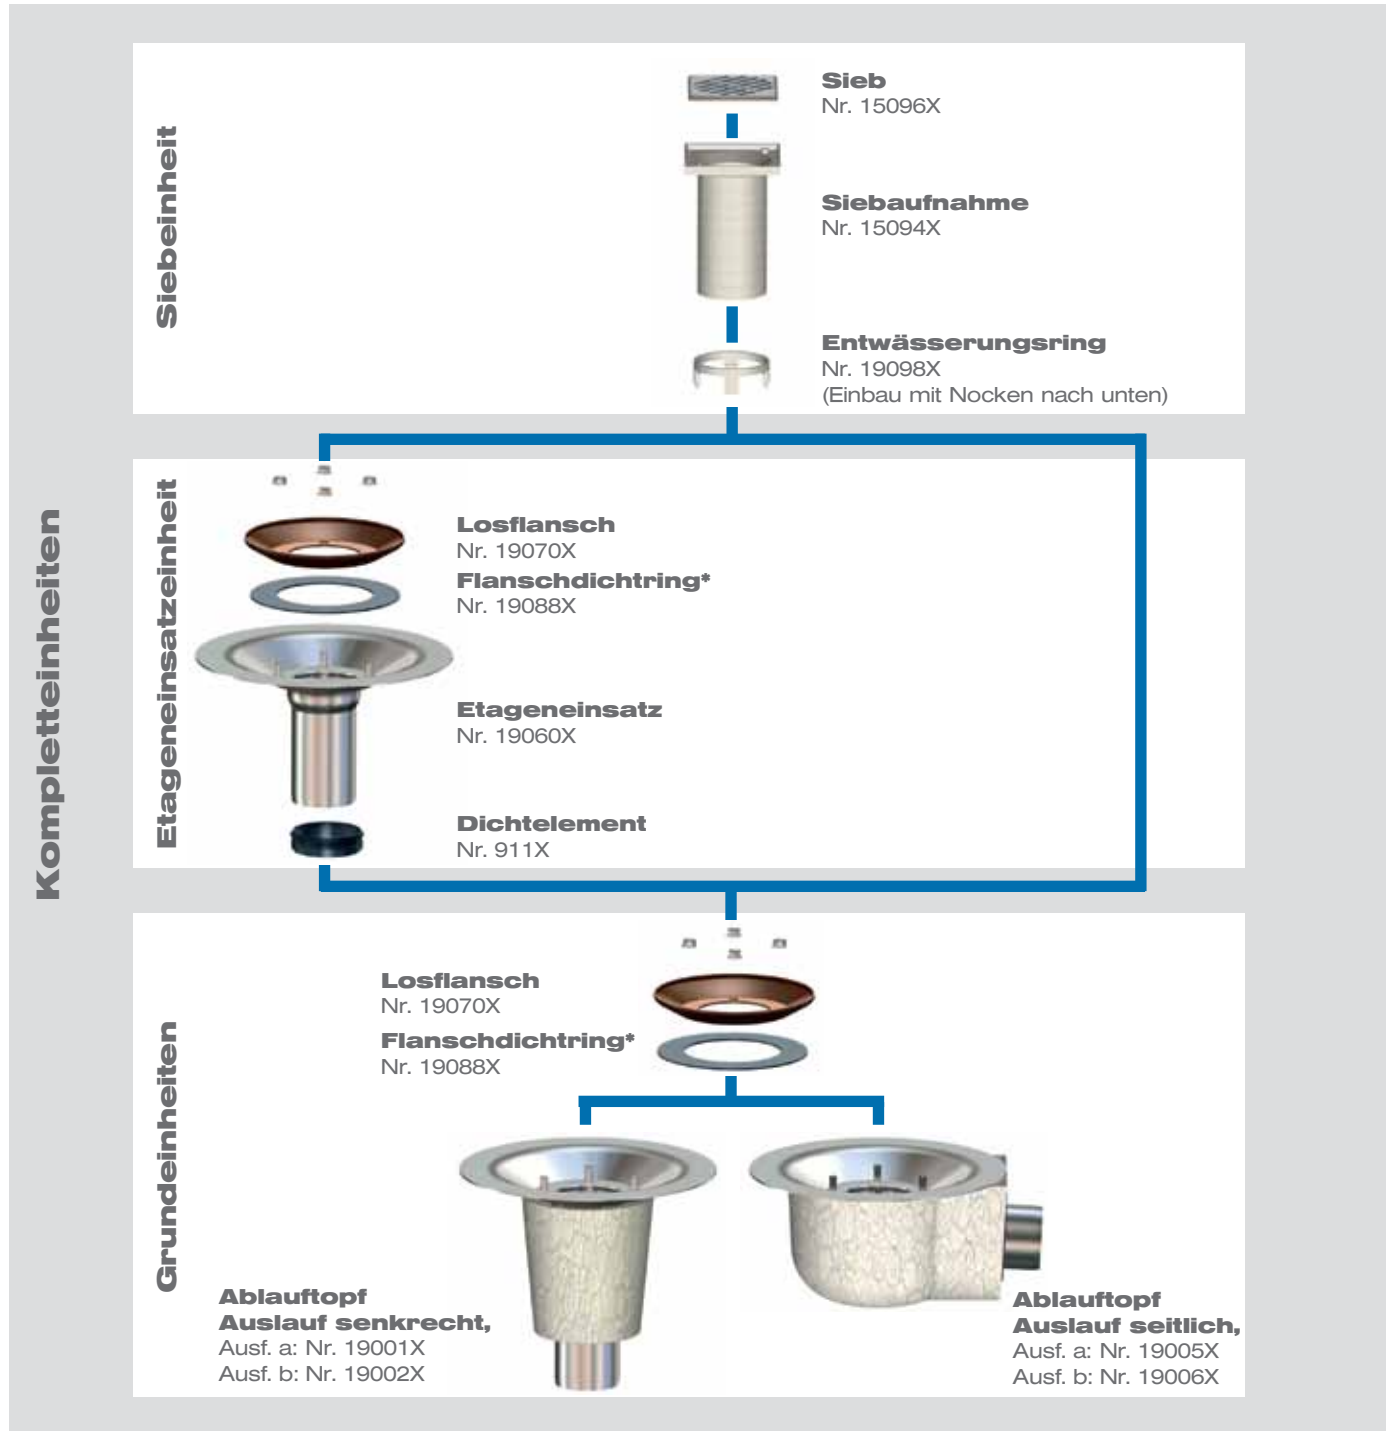 Kompletteinheiten
Siebeinheit
Sieb
Nr. 15096X
Siebaufnahme
Nr. 15094X
Entwässerungsring
Nr. 19098X
(Einbau mit Nocken nach unten)
Etageneinsatzeinheit
Losflansch
Nr. 19070X
Flanschdichtring*
Nr. 19088X
Etageneinsatz
Nr. 19060X
Dichtelement
Nr. 911X
Grundeinheiten
Losflansch
Nr. 19070X
Flanschdichtring*
Nr. 19088X
Ablauftopf
Auslauf senkrecht,
Ausf. a: Nr. 19001X
Ausf. b: Nr. 19002X
Ablauftopf
Auslauf seitlich,
Ausf. a: Nr. 19005X
Ausf. b: Nr. 19006X